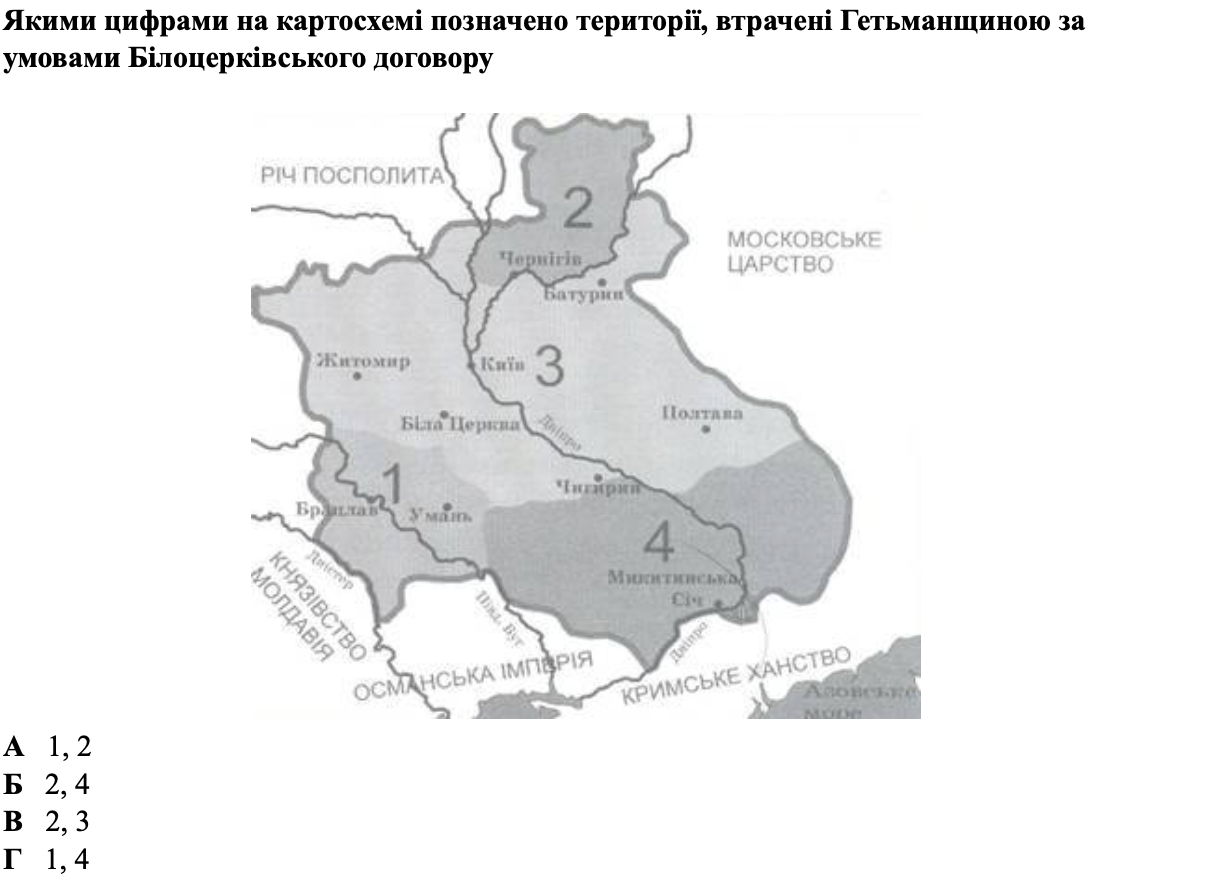 Якими цифрами на картосхемі позначено території, втрачені Гетьманщиною за
умовами Білоцерківського договору
РІЧ ПОСПОЛИТА
2
МОСКОВСЬКЕ
ЦАРСТВО
Чернігів
Батурин
Житомир
Київ
3
Біла Церква
Дніпро
Полтава
1
Чигирин
Брацлав
Умань
4
Микитинська
Січ
Дністер
КНЯЗІВСТВО
МОЛДАВІЯ
Півд. Буг
Дніпро
ОСМАНСЬКА ІМПЕРІЯ
КРИМСЬКЕ ХАНСТВО
Азовське
море
А 1, 2
Б 2, 4
В 2, 3
Г 1, 4